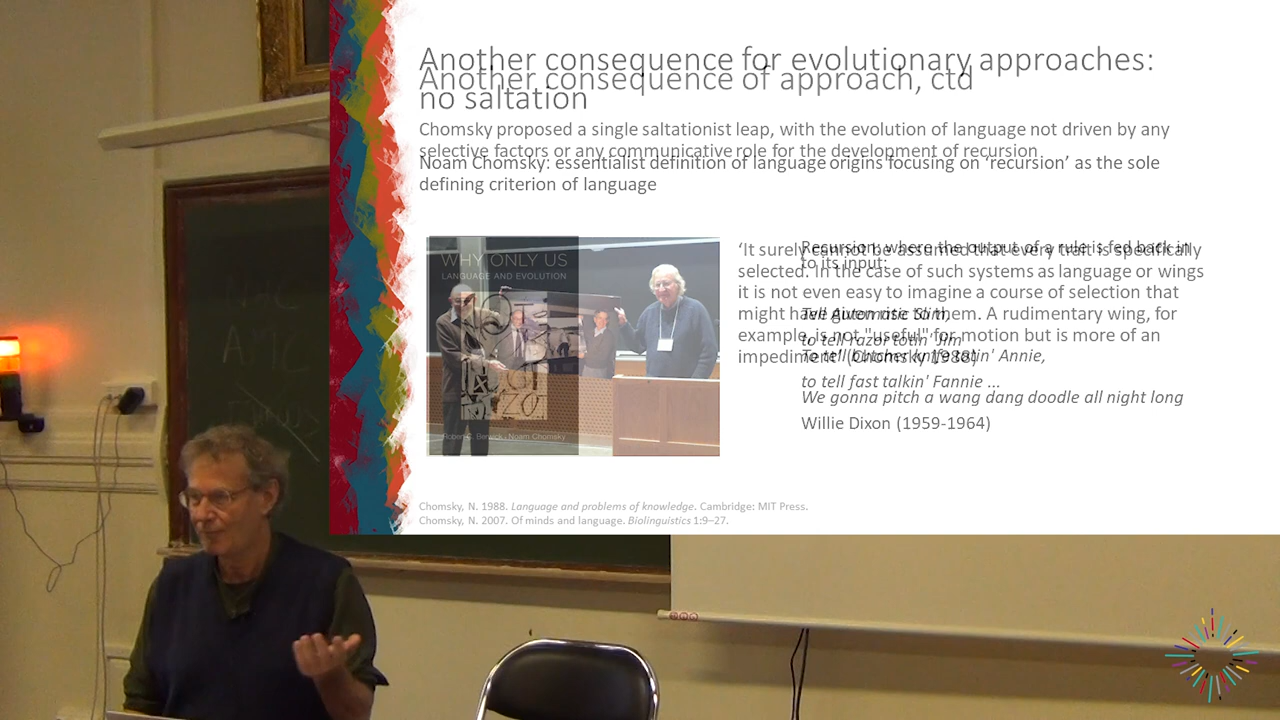 Another consequence for evolutionary approaches:
Another consequence of approach, ctd
no saltation
Chomsky proposed a single saltationist leap, with the evolution of language not driven by any
selective factors or any communicative role for the development of recursion
Noam Chomsky: essentialist definition of language origins focusing on ‘recursion’ as the sole
defining criterion of language
WHY ONLY US
LANGUAGE AND EVOLUTION
Robert C. Berwick · Noam Chomsky
‘It surely cannot be assumed that every trait is specifically
selected. In the case of such systems as language or wings
it is not even easy to imagine a course of selection that
might have given rise to them. A rudimentary wing, for
example, is not "useful" for motion but is more of an
impediment’ (Chomsky 1988)
Recursion: where the output of a rule is fed back in
to its input:
Tell Automatic Slim,
to tell razor totin' Jim
To tell butcher knife totin' Annie,
to tell fast talkin' Fannie ...
We gonna pitch a wang dang doodle all night long
Willie Dixon (1959-1964)
Chomsky, N. 1988. Language and problems of knowledge. Cambridge: MIT Press.
Chomsky, N. 2007. Of minds and language. Biolinguistics 1:9–27.